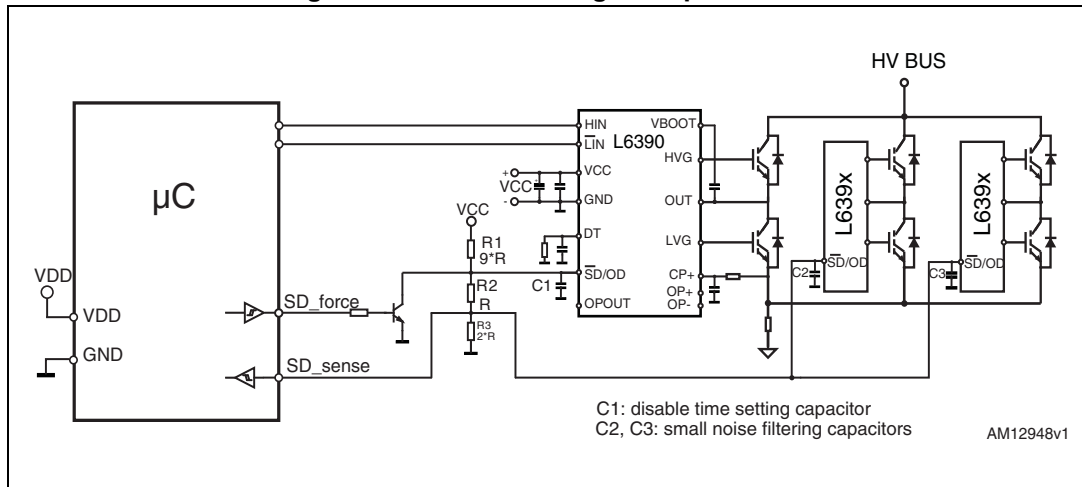 HV BUS
µC
HIN
LIN
VCC
GND
DT
SD/OD
OPOUT
L6390
VBOOT
HVG
OUT
LVG
CP+
OP+
OP-
+
VCC
-
VCC
R1
9*R
R2
R
R3
2*R
C1
VDD
VDD
GND
SD_force
SD_sense
L639x
SD/OD
C2
L639x
SD/OD
C3
C1: disable time setting capacitor
C2, C3: small noise filtering capacitors
AM12948v1